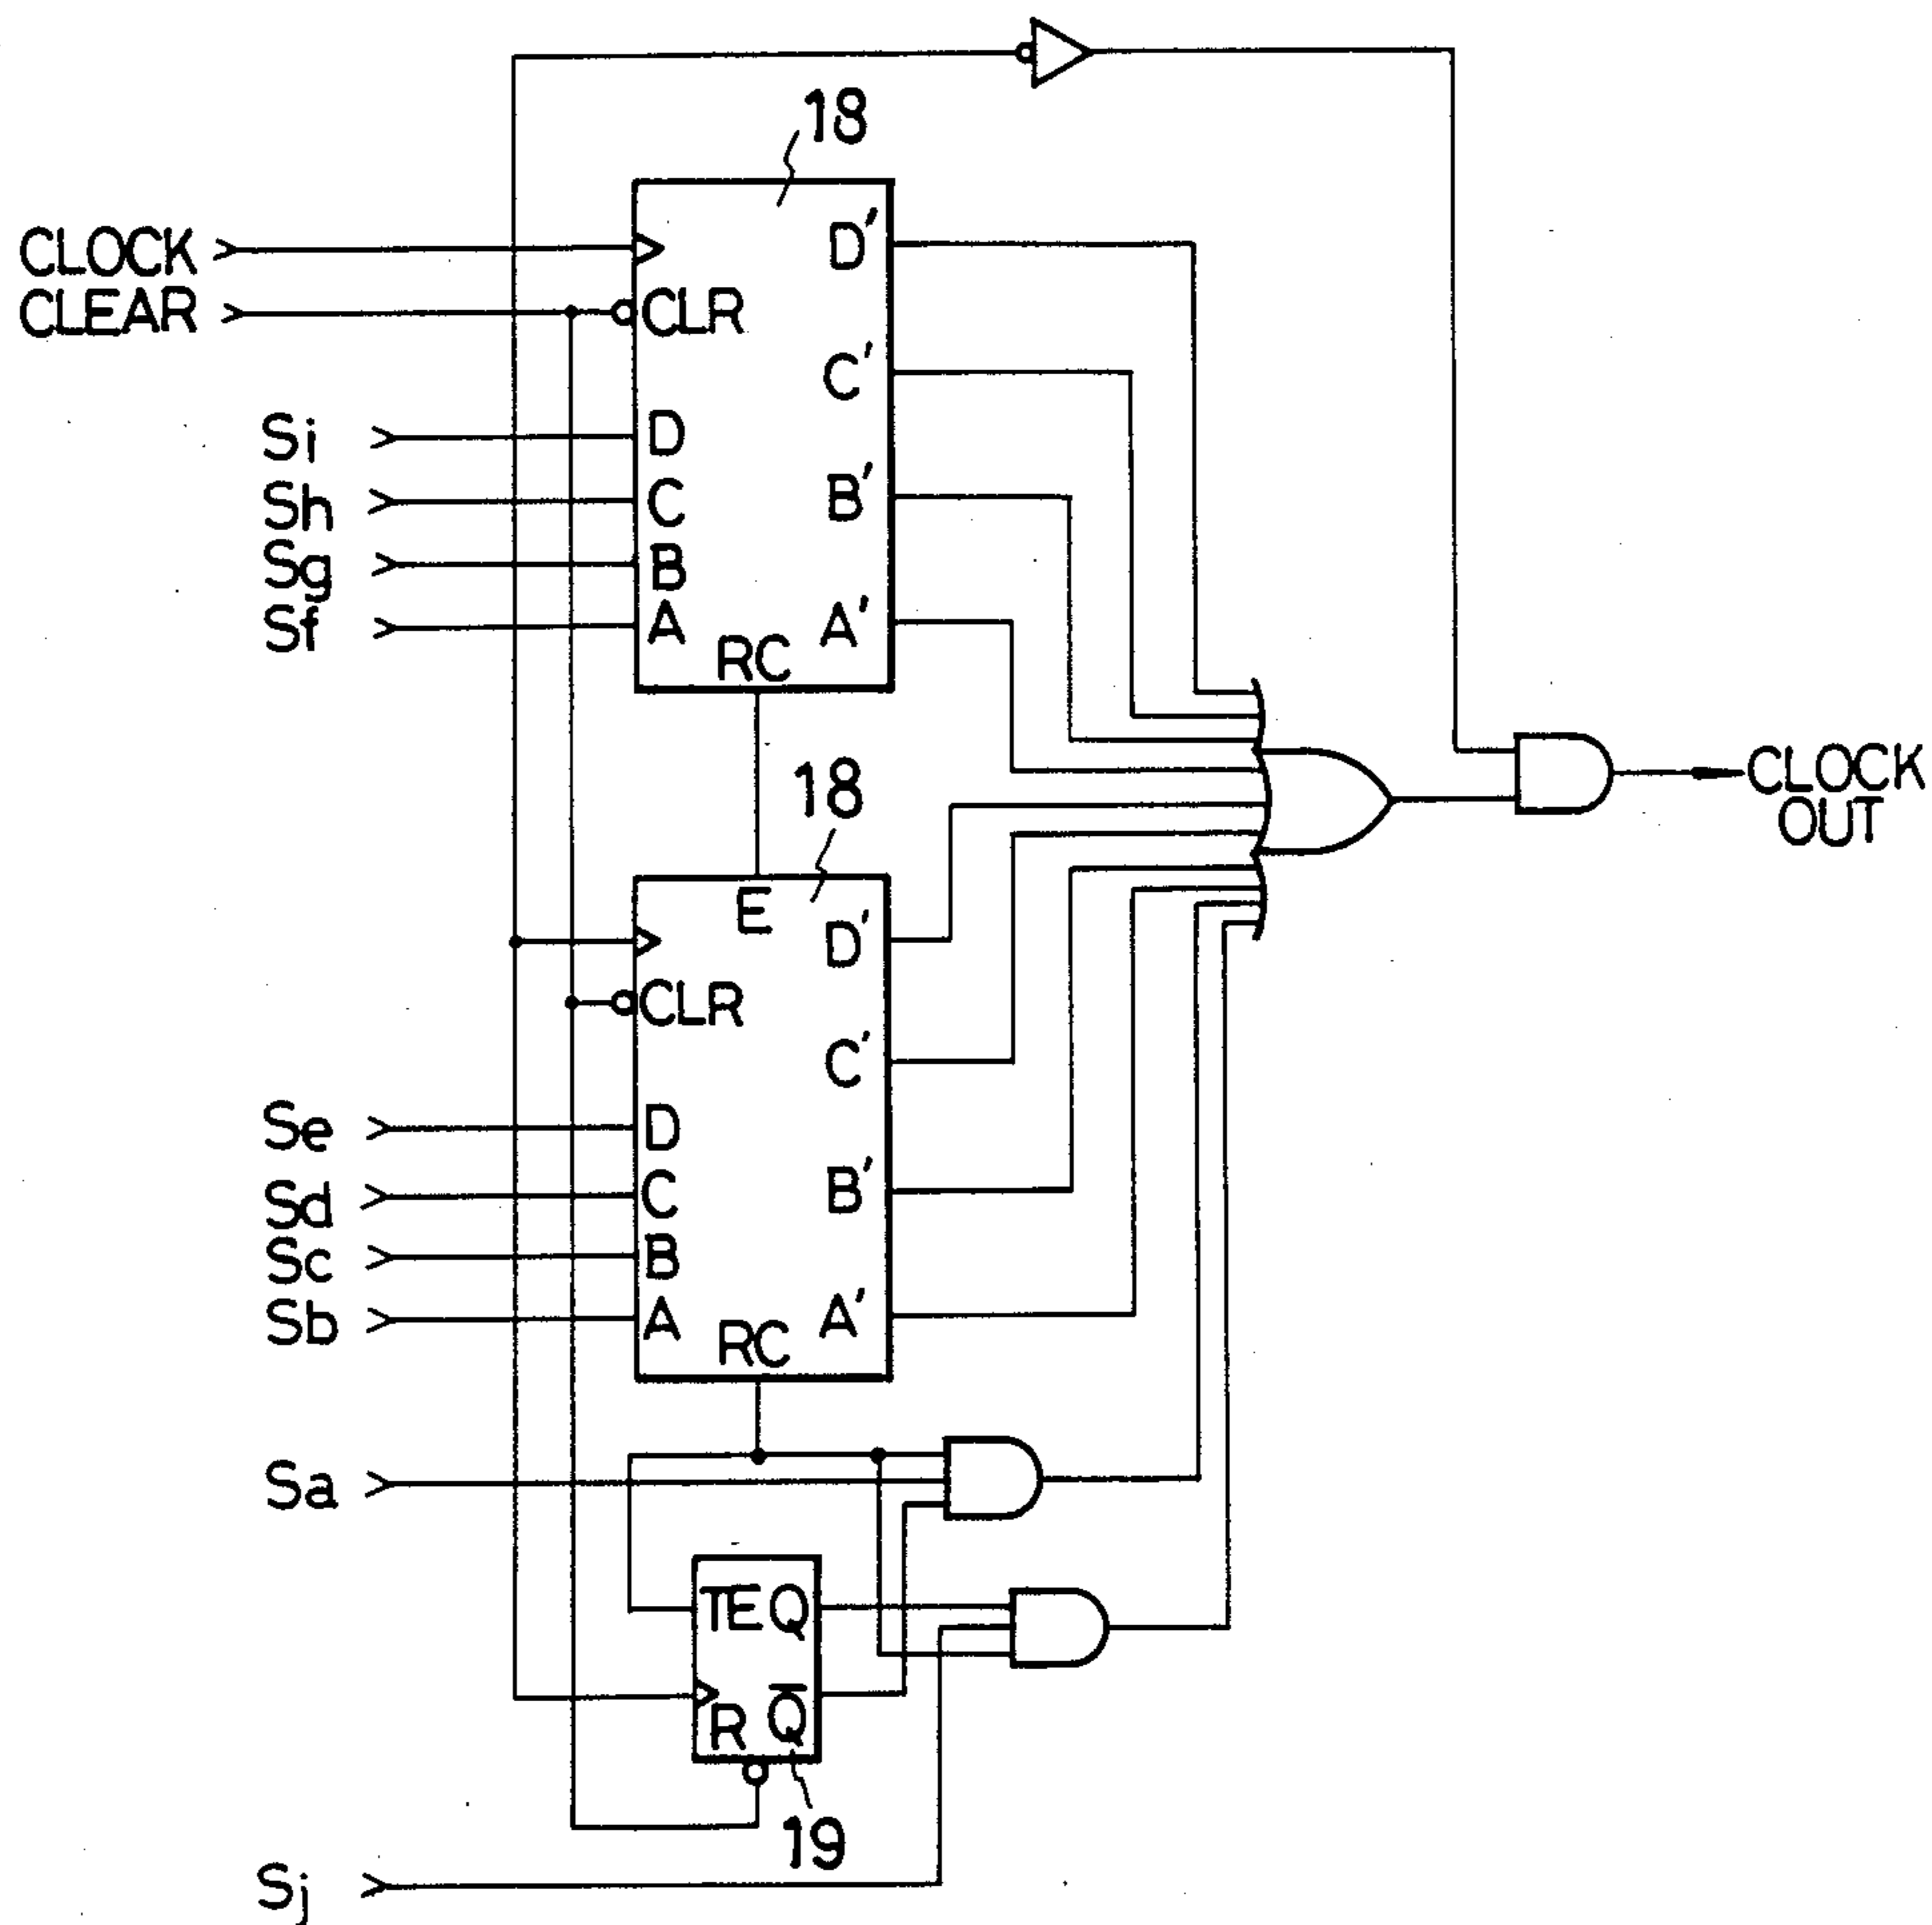 18
CLOCK
CLEAR
D'
CLR
C'
Si
D
Sh
C
B'
Sg
B
Sf
A
A'
RC
18
CLOCK
OUT
E
D'
CLR
C'
Se
D
Sd
C
B'
Sc
B
Sb
A
A'
RC
Sa
TE Q
R Q̅
19
Sj